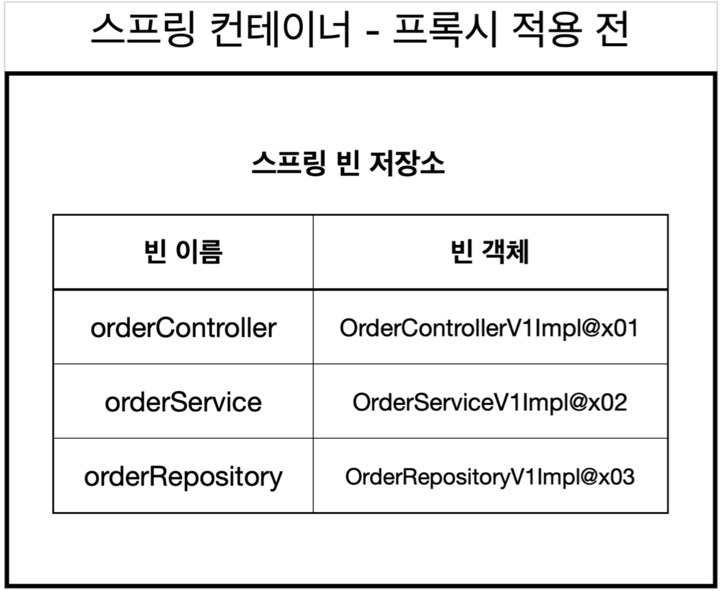 스프링 컨테이너 - 프록시 적용 전
스프링 빈 저장소
빈 이름 빈 객체
orderController OrderControllerV1Impl@x01
orderService OrderServiceV1Impl@x02
orderRepository OrderRepositoryV1Impl@x03